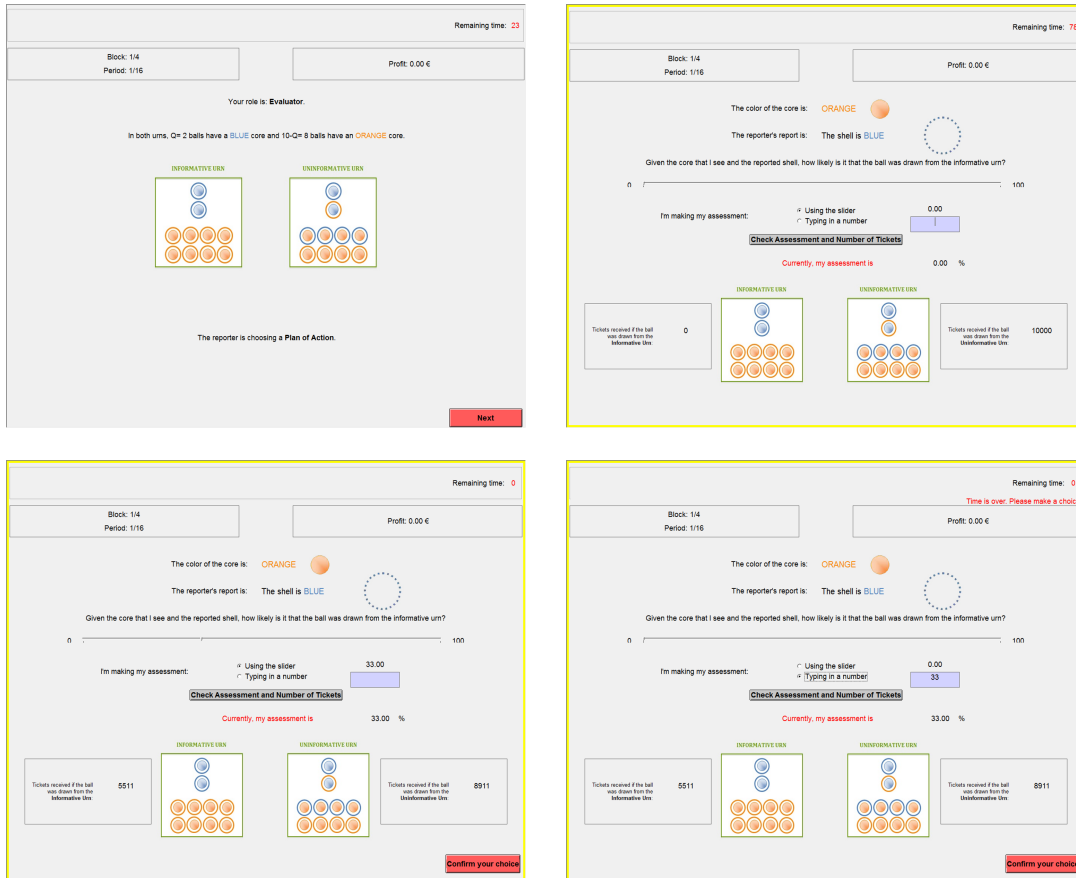 Remaining time: 23
Block: 1/4
Period: 1/16
Profit: 0.00 €
Your role is: Evaluator.
In both urns, Q= 2 balls have a BLUE core and 10-Q= 8 balls have an ORANGE core.
INFORMATIVE URN
UNINFORMATIVE URN
The reporter is choosing a Plan of Action.
Next
Remaining time: 76
Block: 1/4
Period: 1/16
Profit: 0.00 €
The color of the core is: ORANGE
The reporter's report is: The shell is BLUE
Given the core that I see and the reported shell, how likely is it that the ball was drawn from the informative urn?
0 100
I'm making my assessment:
Using the slider 0.00
Typing in a number
Check Assessment and Number of Tickets
Currently, my assessment is 0.00 %
INFORMATIVE URN
UNINFORMATIVE URN
Tickets received if the ball
was drawn from the
Informative Urn:
0
Tickets received if the ball
was drawn from the
Uninformative Urn:
10000
Remaining time: 0
Block: 1/4
Period: 1/16
Profit: 0.00 €
The color of the core is: ORANGE
The reporter's report is: The shell is BLUE
Given the core that I see and the reported shell, how likely is it that the ball was drawn from the informative urn?
0 100
I'm making my assessment:
Using the slider 33.00
Typing in a number
Check Assessment and Number of Tickets
Currently, my assessment is 33.00 %
INFORMATIVE URN
UNINFORMATIVE URN
Tickets received if the ball
was drawn from the
Informative Urn:
5511
Tickets received if the ball
was drawn from the
Uninformative Urn:
8911
Confirm your choice
Remaining time: 0
Time is over. Please make a choic
Block: 1/4
Period: 1/16
Profit: 0.00 €
The color of the core is: ORANGE
The reporter's report is: The shell is BLUE
Given the core that I see and the reported shell, how likely is it that the ball was drawn from the informative urn?
0 100
I'm making my assessment:
Using the slider 0.00
Typing in a number 33
Check Assessment and Number of Tickets
Currently, my assessment is 33.00 %
INFORMATIVE URN
UNINFORMATIVE URN
Tickets received if the ball
was drawn from the
Informative Urn:
5511
Tickets received if the ball
was drawn from the
Uninformative Urn:
8911
Confirm your choice